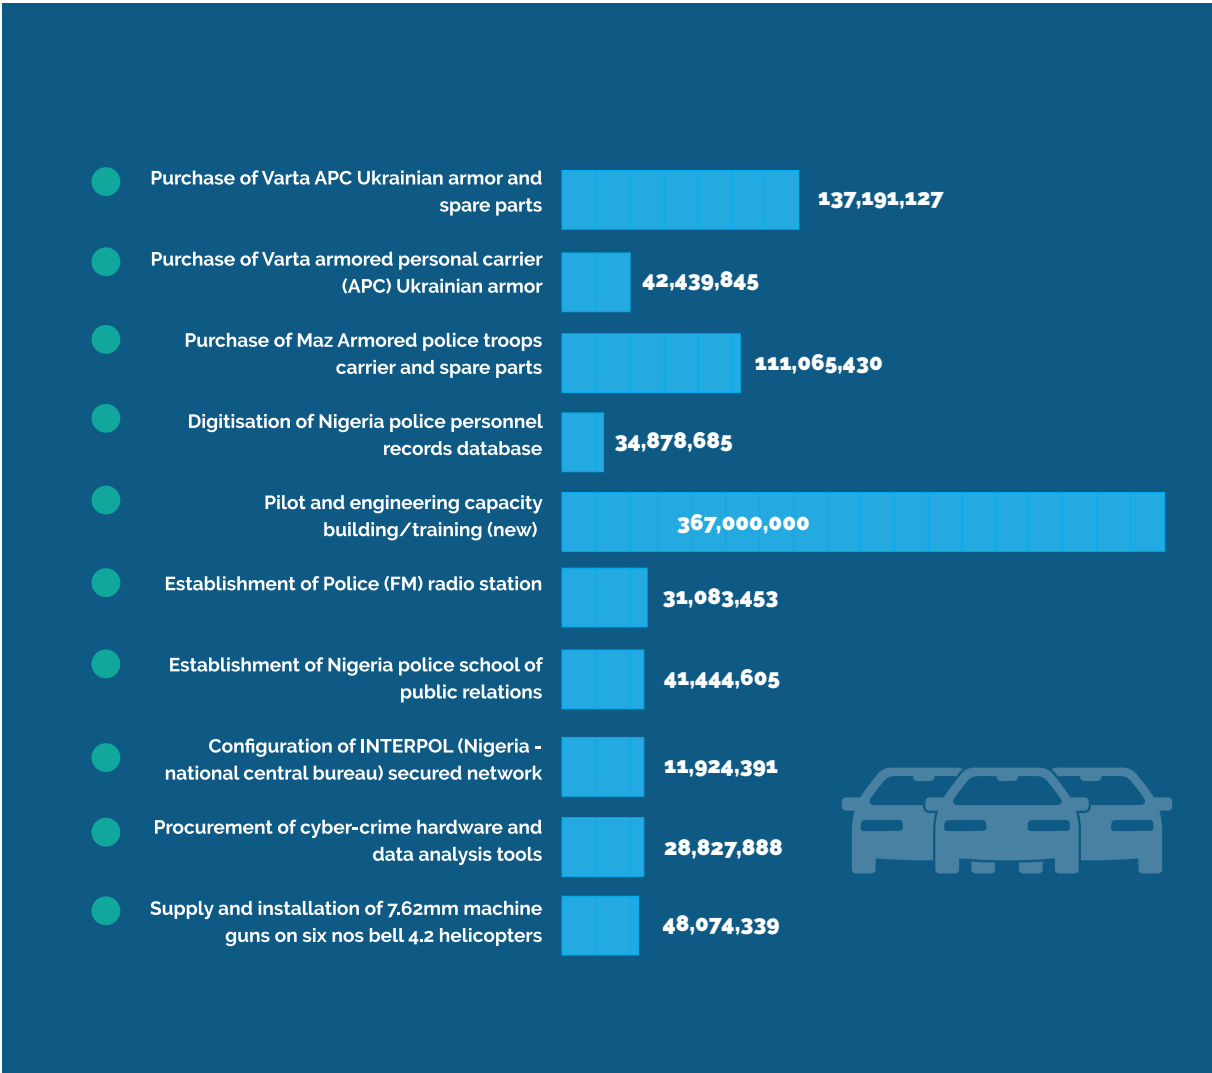 Purchase of Varta APC Ukrainian armor and
spare parts
137,191,127
Purchase of Varta armored personal carrier
(APC) Ukrainian armor
42,439,845
Purchase of Maz Armored police troops
carrier and spare parts
111,065,430
Digitisation of Nigeria police personnel
records database
34,878,685
Pilot and engineering capacity
building/training (new)
367,000,000
Establishment of Police (FM) radio station
31,083,453
Establishment of Nigeria police school of
public relations
41,444,605
Configuration of INTERPOL (Nigeria -
national central bureau) secured network
11,924,391
Procurement of cyber-crime hardware and
data analysis tools
28,827,888
Supply and installation of 7.62mm machine
guns on six nos bell 4.2 helicopters
48,074,339